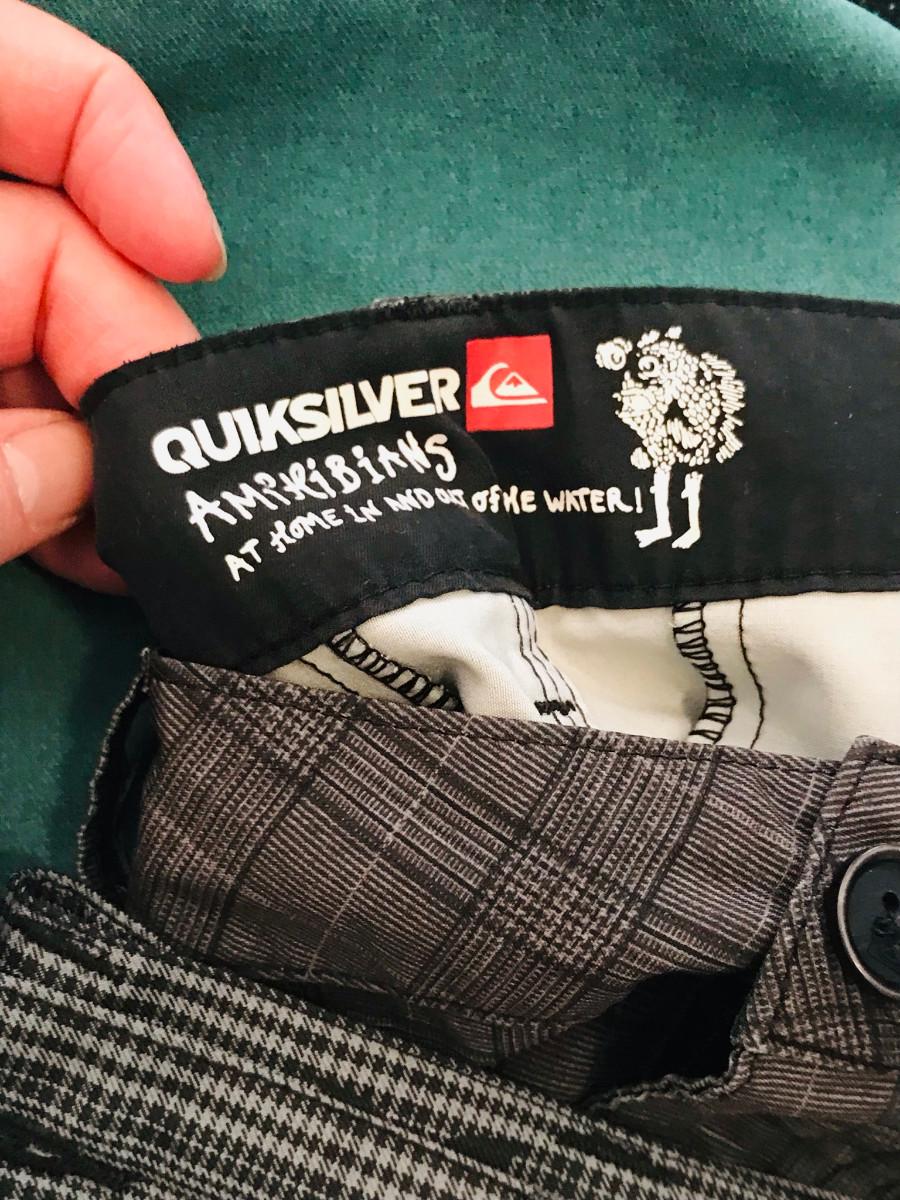 QUIKSILVER
AMPHIBIANS
AT HOME IN AND OUT OF THE WATER!